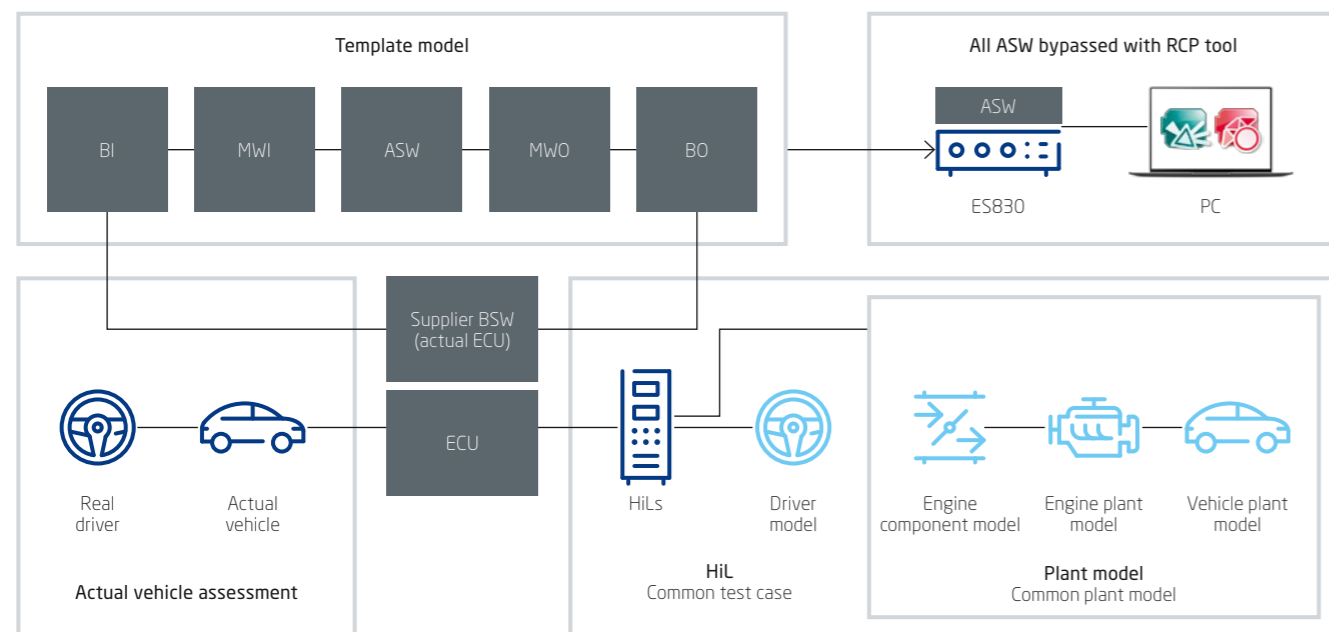 Template model
BI
MWI
ASW
MWO
BO
All ASW bypassed with RCP tool
ASW
ES830
PC
Supplier BSW
(actual ECU)
ECU
Real
driver
Actual
vehicle
Actual vehicle assessment
HiLs
Driver
model
HiL
Common test case
Engine
component model
Engine plant
model
Vehicle plant
model
Plant model
Common plant model